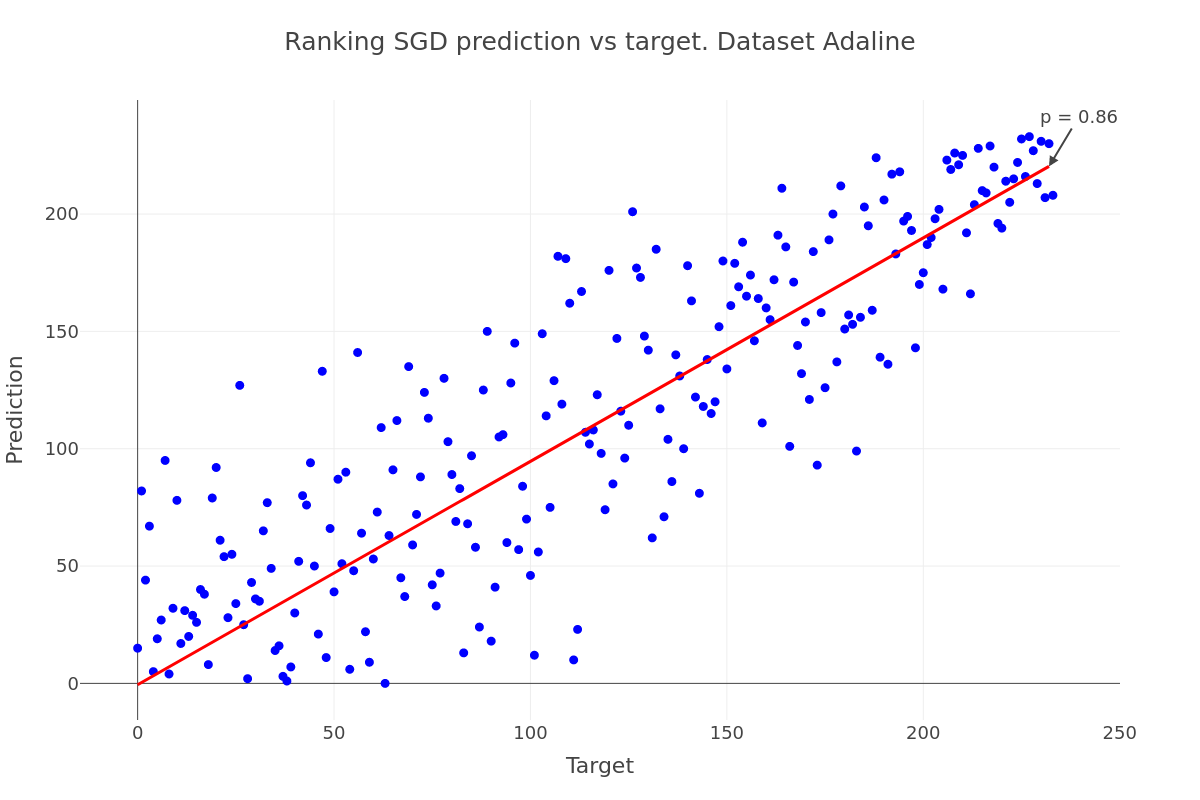 Ranking SGD prediction vs target. Dataset Adaline
p = 0.86
Prediction
200
150
100
50
0
0 50 100 150 200 250
Target